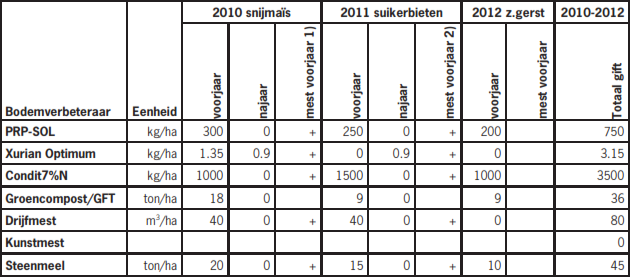 2010 snijmaïs 2011 suikerbieten 2012 z.gerst 2010-2012
Bodemverbeteraar Eenheid voorjaar najaar mest voorjaar 1) voorjaar najaar mest voorjaar 2) voorjaar mest voorjaar Totaal gift
PRP-SOL kg/ha 300 0 + 250 0 + 200 750
Xurian Optimum kg/ha 1.35 0.9 + 0 0.9 + 0 3.15
Condit7%N kg/ha 1000 0 + 1500 0 + 1000 3500
Groencompost/GFT ton/ha 18 0 9 0 9 36
Drijfmest m³/ha 40 0 + 40 0 + 0 80
Kunstmest 0
Steenmeel ton/ha 20 0 + 15 0 + 10 45